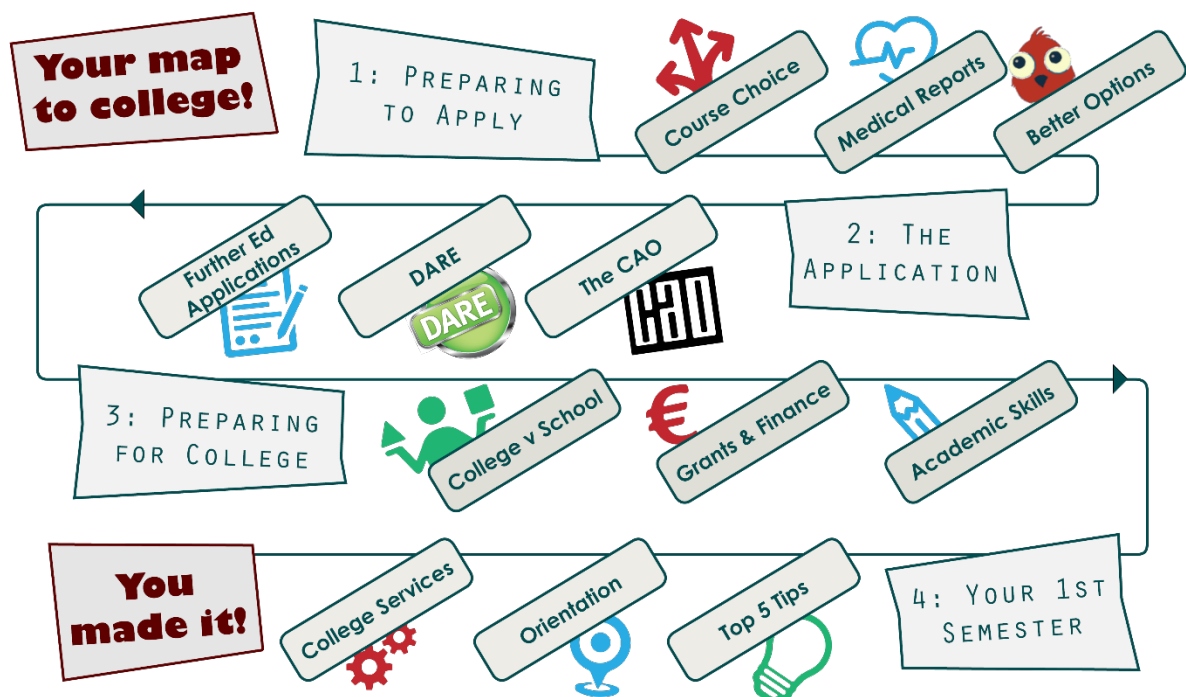 Your map
to college!
1: Preparing
to Apply
Course Choice
Medical Reports
Better Options
2: The
Application
The CAO
cao
DARE
DARE
Further Ed
Applications
3: Preparing
for College
College v School
€
Grants & Finance
Academic Skills
4: Your 1st
Semester
Top 5 Tips
Orientation
College Services
You
made it!